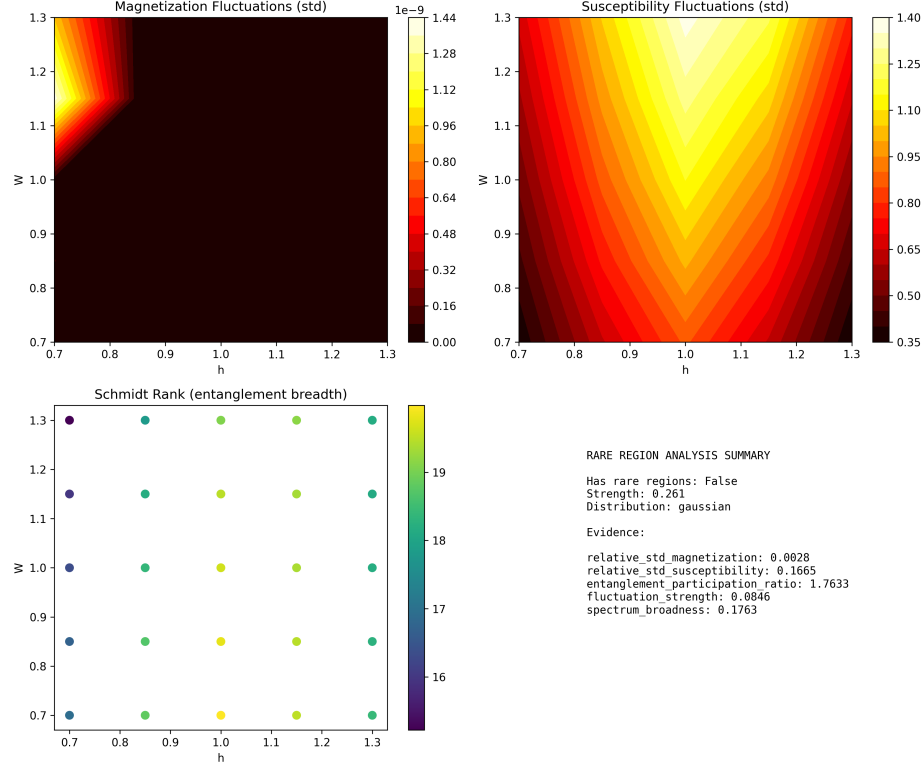 Magnetization Fluctuations (std)
1e−9
1.3
1.2
1.1
1.0
0.9
0.8
0.7
W
0.7 0.8 0.9 1.0 1.1 1.2 1.3
h
1.44
1.28
1.12
0.96
0.80
0.64
0.48
0.32
0.16
0.00
Susceptibility Fluctuations (std)
1.3
1.2
1.1
1.0
0.9
0.8
0.7
W
0.7 0.8 0.9 1.0 1.1 1.2 1.3
h
1.40
1.25
1.10
0.95
0.80
0.65
0.50
0.35
Schmidt Rank (entanglement breadth)
1.3
1.2
1.1
1.0
0.9
0.8
0.7
W
0.7 0.8 0.9 1.0 1.1 1.2 1.3
h
19
18
17
16
RARE REGION ANALYSIS SUMMARY
Has rare regions: False
Strength: 0.261
Distribution: gaussian
Evidence:
relative_std_magnetization: 0.0028
relative_std_susceptibility: 0.1665
entanglement_participation_ratio: 1.7633
fluctuation_strength: 0.0846
spectrum_broadness: 0.1763